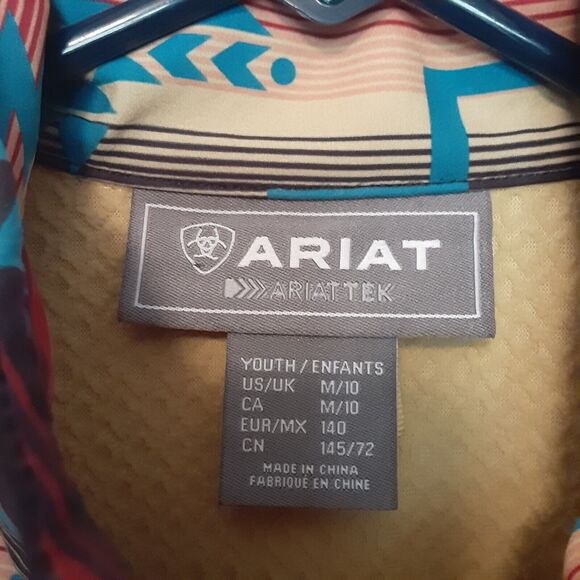 ARIAT
ARIATTEK
YOUTH / ENFANTS
US/UK M/10
CA M/10
EUR/MX 140
CN 145/72
MADE IN CHINA
FABRIQUÉ EN CHINE